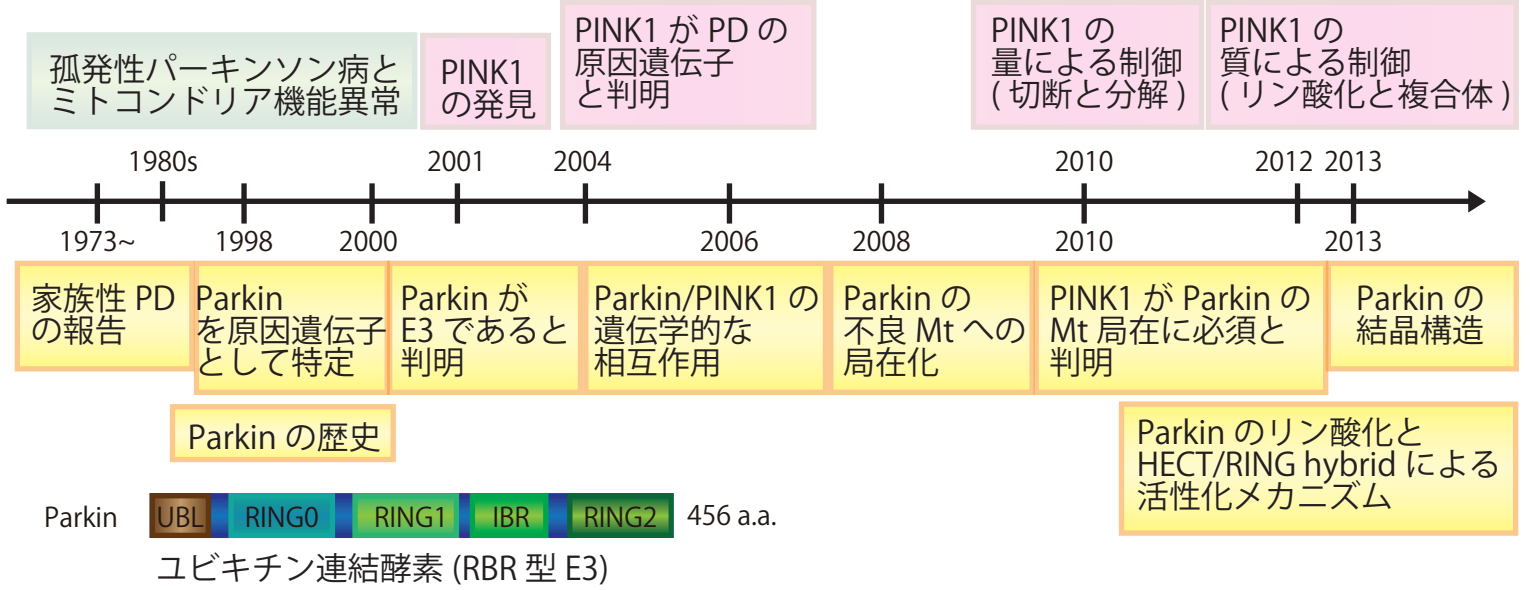 孤発性パーキンソン病と
ミトコンドリア機能異常
PINK1
の発見
PINK1 が PD の
原因遺伝子
と判明
PINK1 の
量による制御
( 切断と分解 )
PINK1 の
質による制御
( リン酸化と複合体 )
1980s
2001
2004
2010
2012
2013
1973~
1998
2000
2006
2008
2010
2013
家族性 PD
の報告
Parkin
を原因遺伝子
として特定
Parkin が
E3 であると
判明
Parkin/PINK1 の
遺伝学的な
相互作用
Parkin の
不良 Mt への
局在化
PINK1 が Parkin の
Mt 局在に必須と
判明
Parkin の
結晶構造
Parkin の歴史
Parkin のリン酸化と
HECT/RING hybrid による
活性化メカニズム
Parkin UBL RING0 RING1 IBR RING2 456 a.a.
ユビキチン連結酵素 (RBR 型 E3)